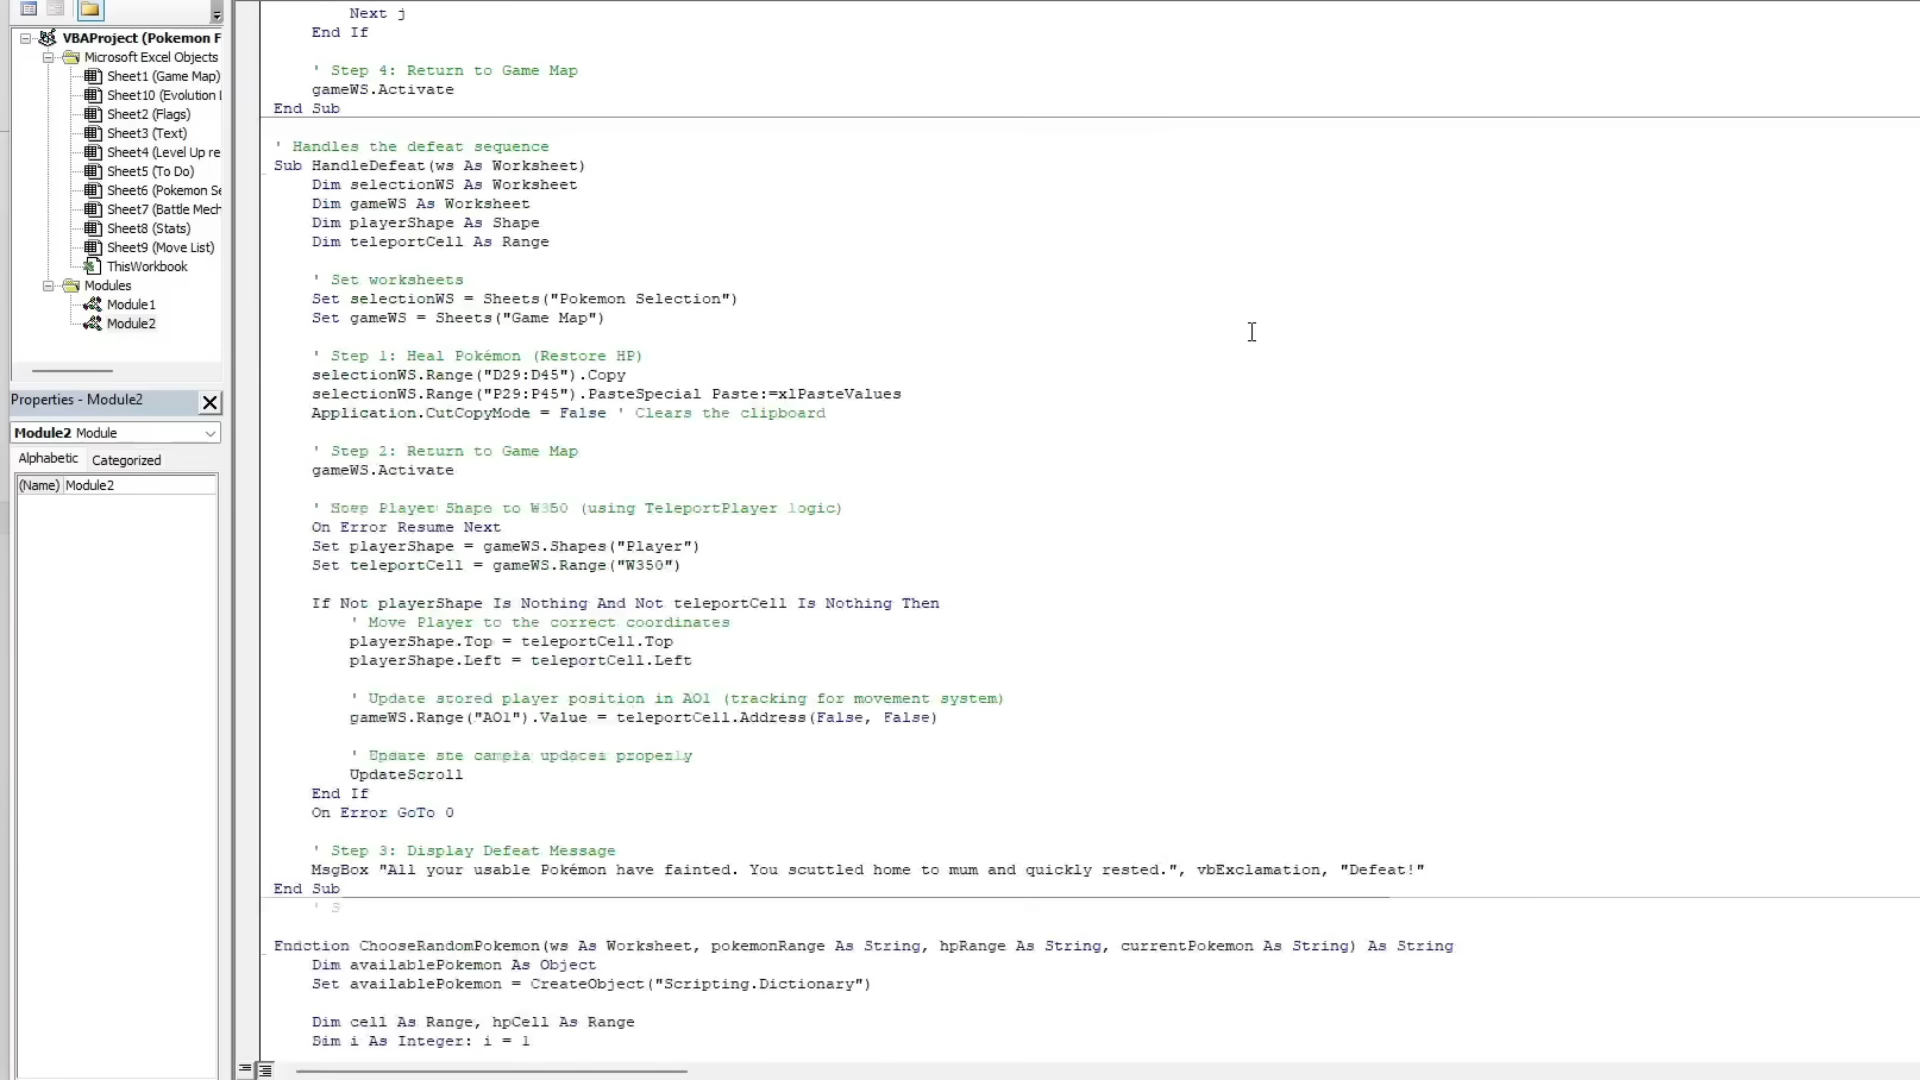 VBAProject (Pokemon F
Microsoft Excel Objects
Sheet1 (Game Map)
Sheet10 (Evolution
Sheet2 (Flags)
Sheet3 (Text)
Sheet4 (Level Up re
Sheet5 (To Do)
Sheet6 (Pokemon Se
Sheet7 (Battle Mech
Sheet8 (Stats)
Sheet9 (Move List)
ThisWorkbook
Modules
Module1
Module2
Properties - Module2
Module2 Module
Alphabetic Categorized
(Name) Module2
Next j
End If
' Step 4: Return to Game Map
gameWS.Activate
End Sub
' Handles the defeat sequence
Sub HandleDefeat(ws As Worksheet)
Dim selectionWS As Worksheet
Dim gameWS As Worksheet
Dim playerShape As Shape
Dim teleportCell As Range
' Set worksheets
Set selectionWS = Sheets("Pokemon Selection")
Set gameWS = Sheets("Game Map")
' Step 1: Heal Pokémon (Restore HP)
selectionWS.Range("D29:D45").Copy
selectionWS.Range("P29:P45").PasteSpecial Paste:=xlPasteValues
Application.CutCopyMode = False ' Clears the clipboard
' Step 2: Return to Game Map
gameWS.Activate
' Player Shape to W350 (using TeleportPlayer logic)
On Error Resume Next
Set playerShape = gameWS.Shapes("Player")
Set teleportCell = gameWS.Range("W350")
If Not playerShape Is Nothing And Not teleportCell Is Nothing Then
' Move Player to the correct coordinates
playerShape.Top = teleportCell.Top
playerShape.Left = teleportCell.Left
' Update stored player position in AO1 (tracking for movement system)
gameWS.Range("AO1").Value = teleportCell.Address(False, False)
' properly
UpdateScroll
End If
On Error GoTo 0
' Step 3: Display Defeat Message
MsgBox "All your usable Pokémon have fainted. You scuttled home to mum and quickly rested.", vbExclamation, "Defeat!"
End Sub
' S
ChooseRandomPokemon(ws As Worksheet, pokemonRange As String, hpRange As String, currentPokemon As String) As String
Dim availablePokemon As Object
Set availablePokemon = CreateObject("Scripting.Dictionary")
Dim cell As Range, hpCell As Range
i As Integer: i = 1